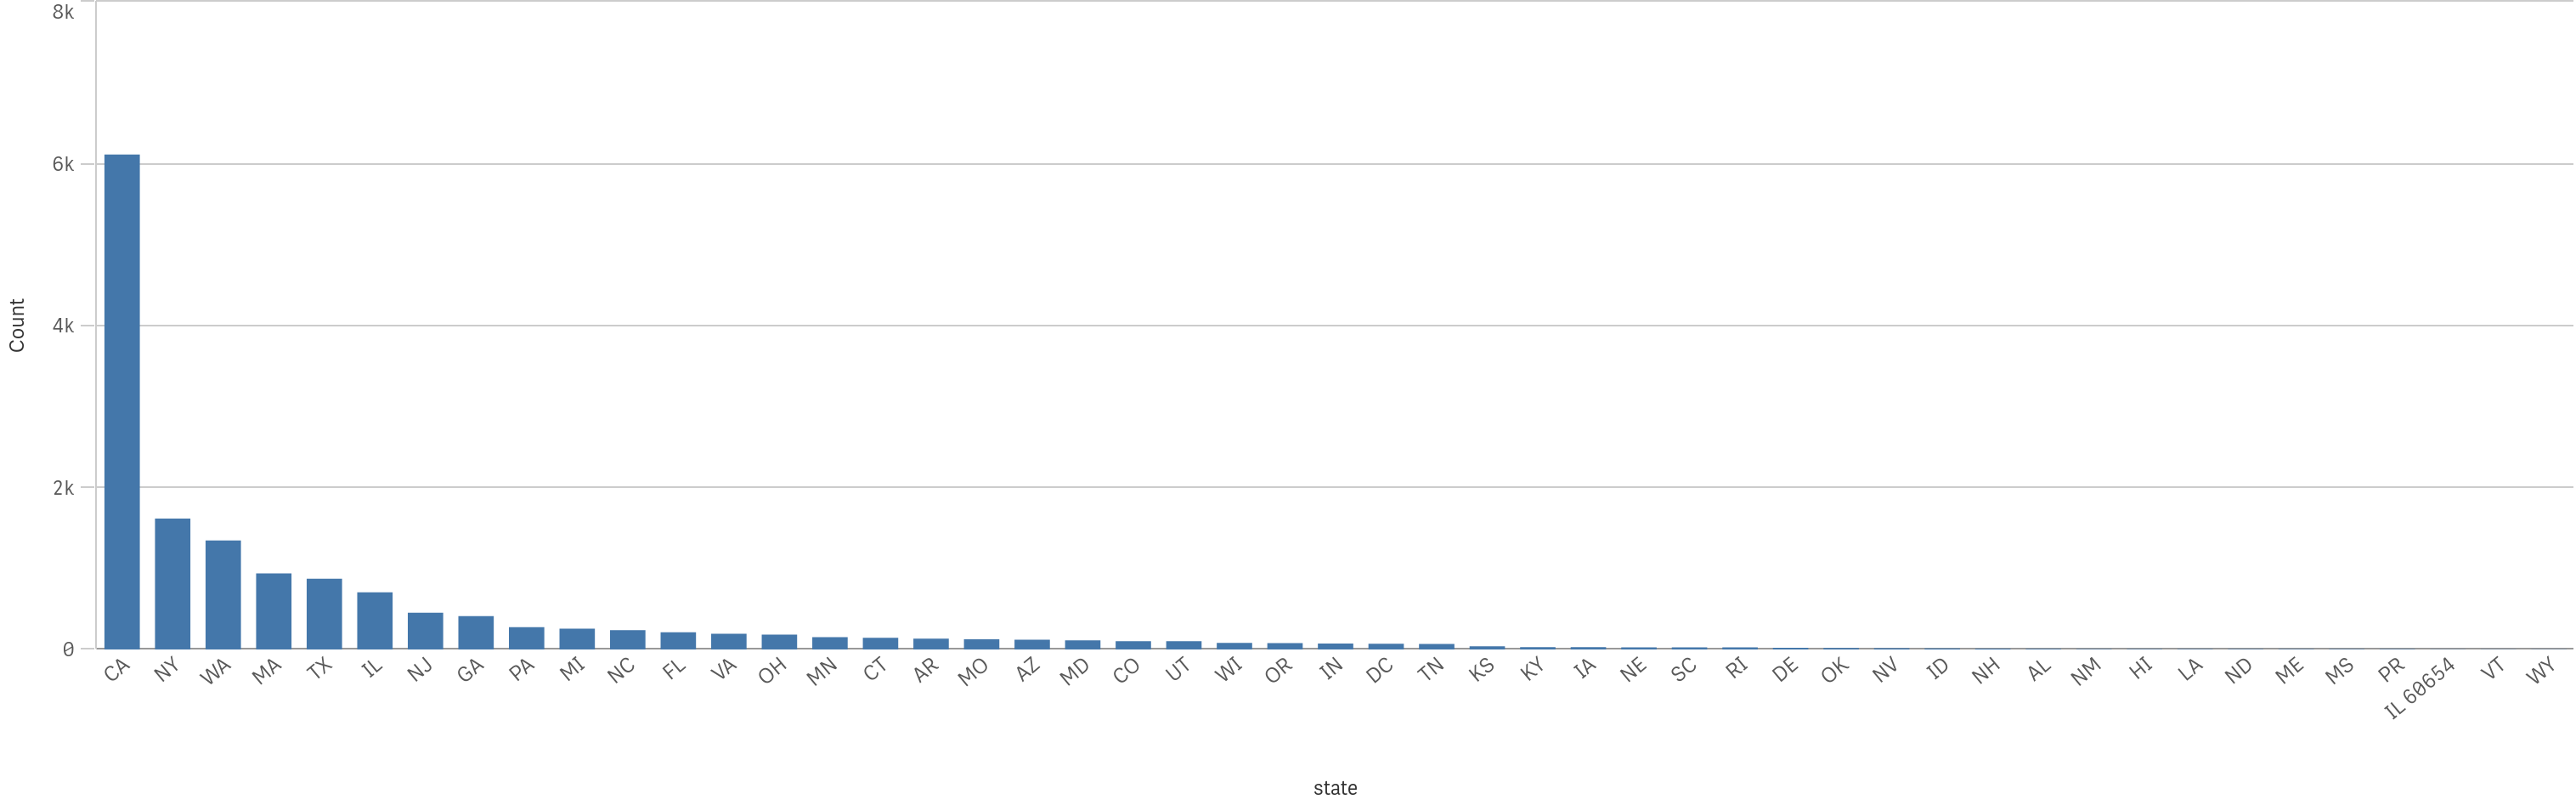 8k
6k
4k
2k
0
Count
CA NY WA MA TX IL NJ GA PA MI NC FL VA OH MN CT AR MO AZ MD CO UT WI OR IN DC TN KS KY IA NE SC RI DE OK NV ID NH AL NM HI LA ND ME MS PR IL 60654 VT WY
state